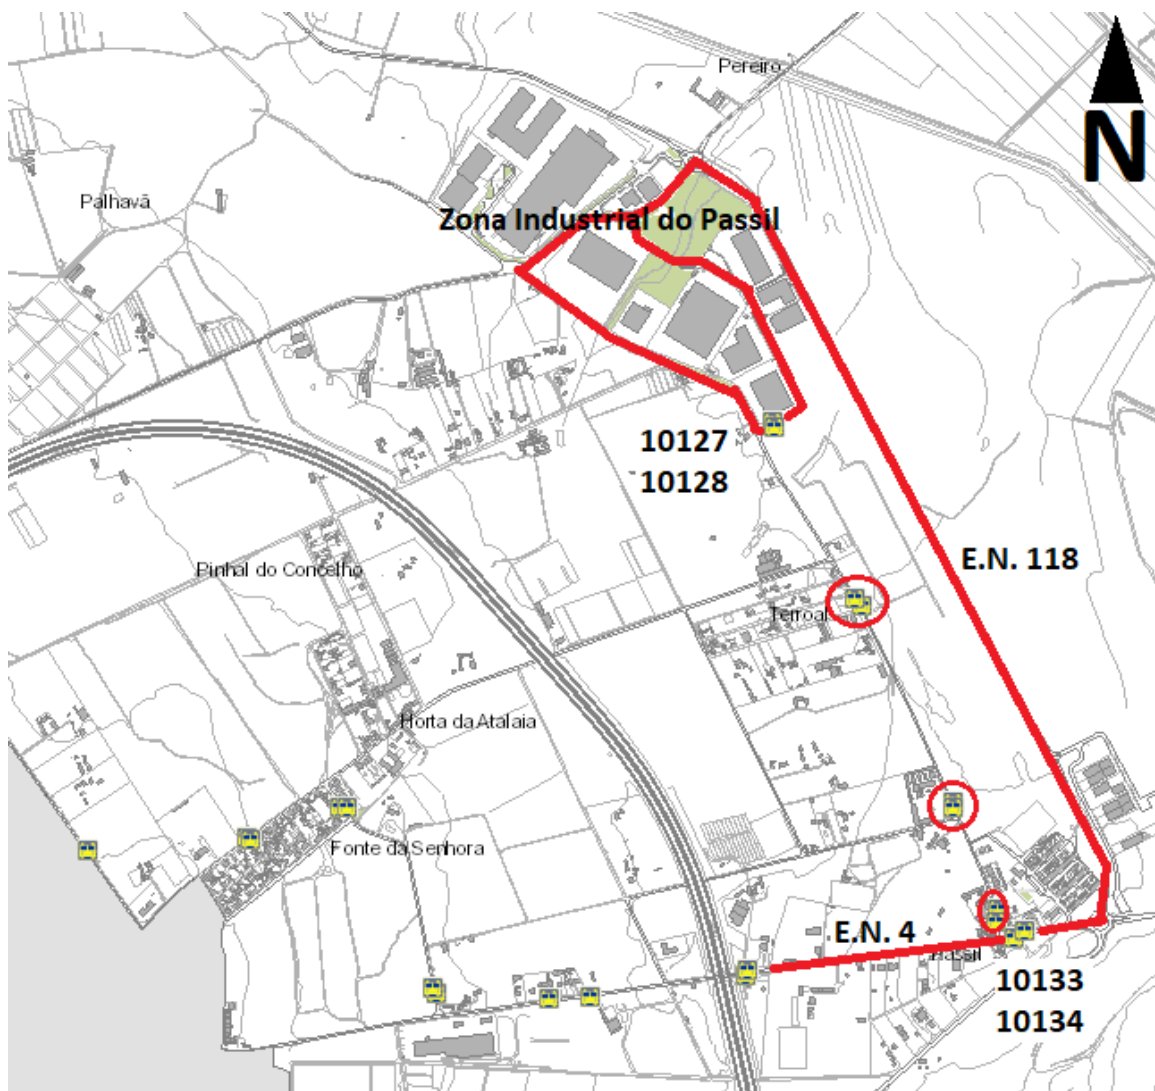 Pereiro
N
Palhavã
Zona Industrial do Passil
10127
10128
E.N. 118
Pinhal do Concelho
Terroal
Horta da Atalaia
Fonte da Senhora
E.N. 4
Passil
10133
10134